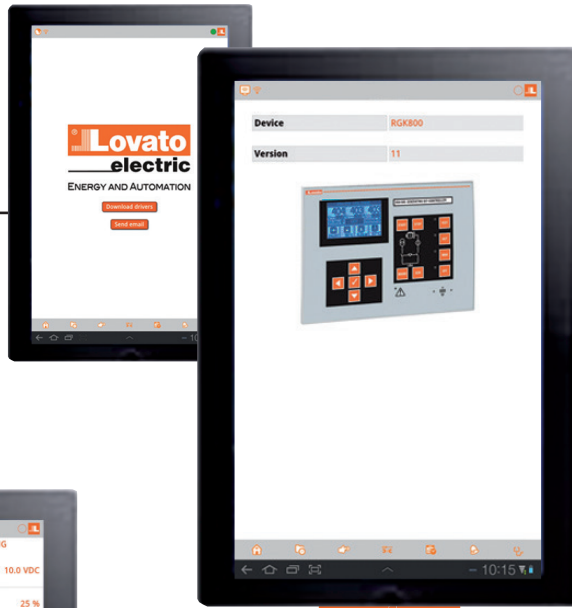 Lovato
electric
ENERGY AND AUTOMATION
Download drivers
Send email
Device RGK800
Version 11
Lovato
10:15
G
10.0 VDC
25 %